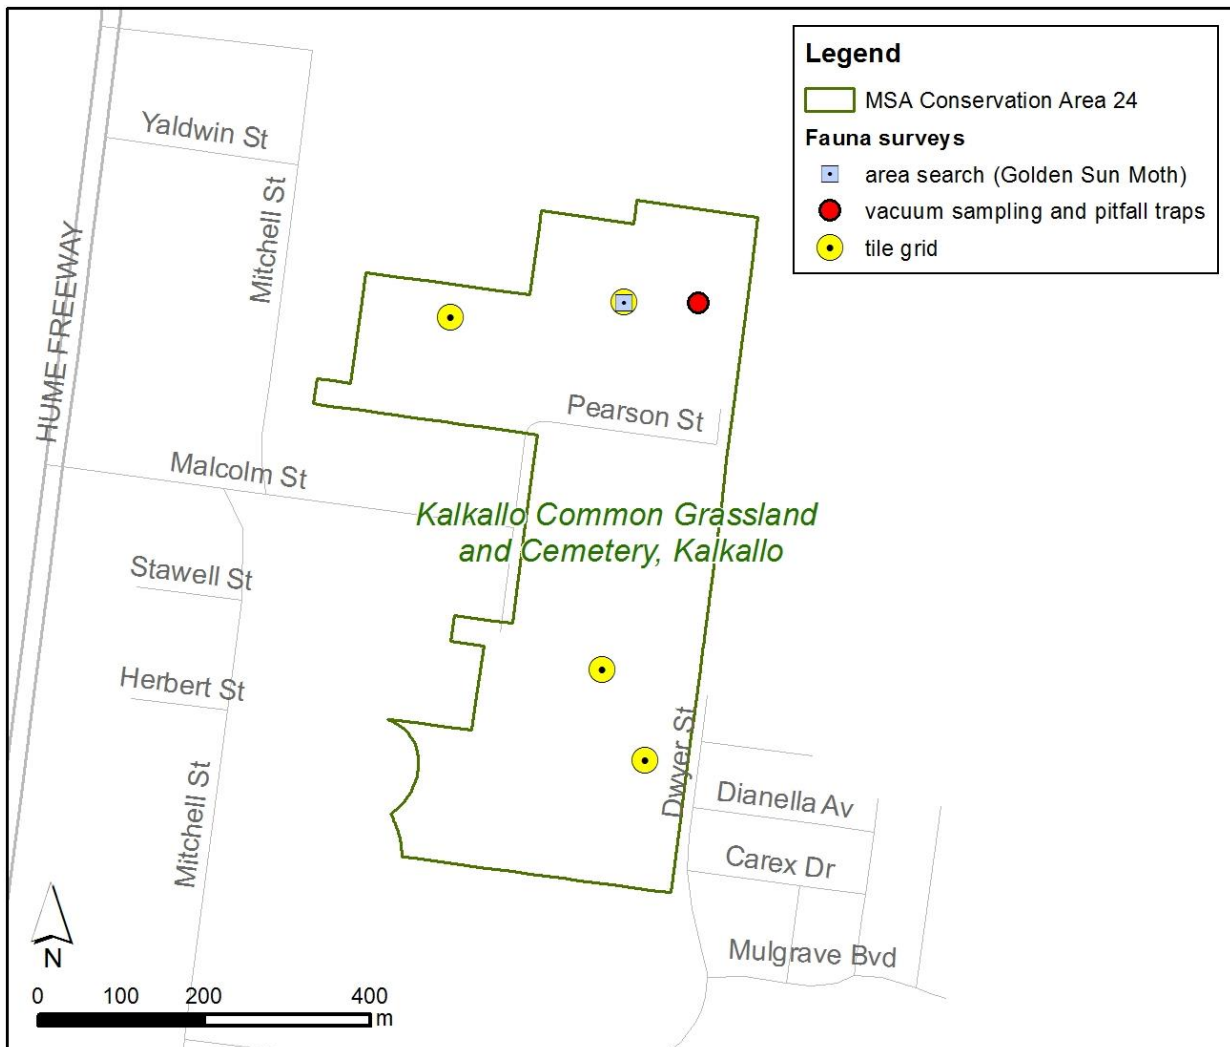 Legend
MSA Conservation Area 24
Fauna surveys
area search (Golden Sun Moth)
vacuum sampling and pitfall traps
tile grid
Yaldwin St
Mitchell St
HUME FREEWAY
Pearson St
Malcolm St
Kalkallo Common Grassland
and Cemetery, Kalkallo
Stawell St
Herbert St
Dwyer St
Mitchell St
Dianella Av
Carex Dr
Mulgrave Bvd
N
0 100 200 400
m